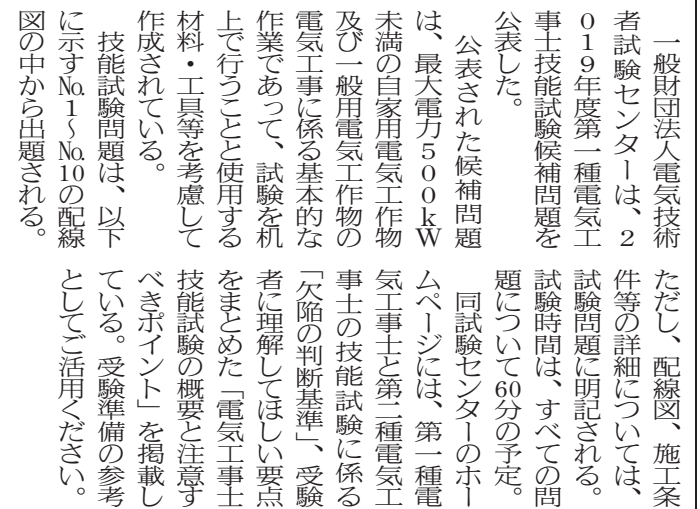 一般財団法人電気技術
者試験センターは、2
019年度第一種電気工
事士技能試験候補問題を
公表した。
公表された候補問題
は、最大電力500kW
未満の自家用電気工作物
及び一般用電気工作物の
電気工事に係る基本的な
作業であって、試験を机
上で行うことと使用する
材料・工具等を考慮して
作成されている。
技能試験問題は、以下
に示す№1～№10の配線
図の中から出題される。
ただし、配線図、施工条
件等の詳細については、
試験問題に明記される。
試験時間は、すべての問
題について60分の予定。
同試験センターのホー
ムページには、第一種電
気工事士と第二種電気工
事士の技能試験に係る
「欠陥の判断基準」、受験
者に理解してほしい要点
をまとめた「電気工事士
技能試験の概要と注意す
べきポイント」を掲載し
ている。受験準備の参考
としてご活用ください。